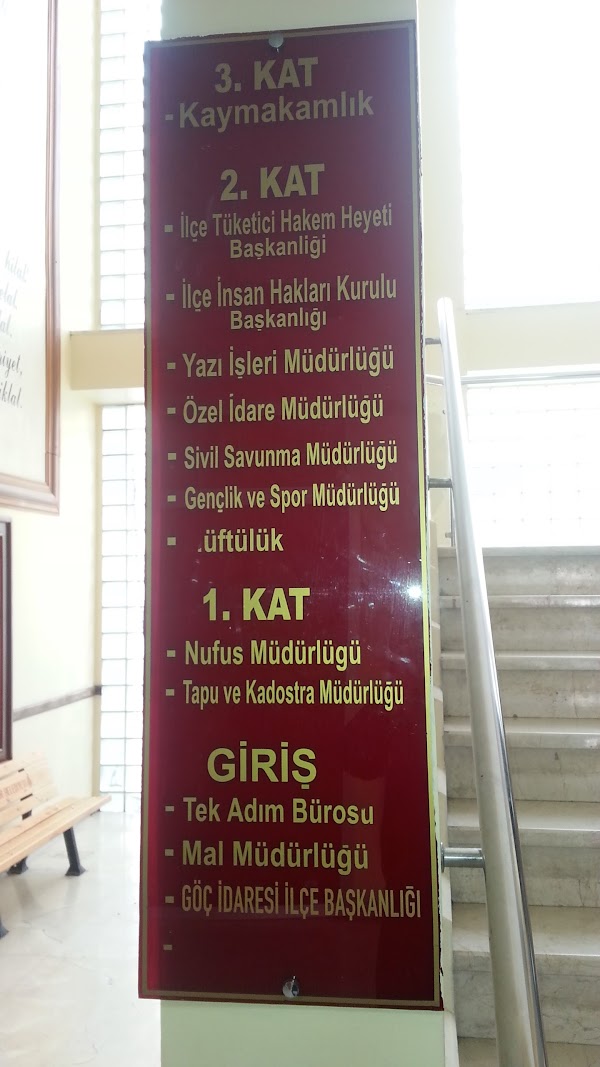 3. KAT
- Kaymakamlık
2. KAT
- İlçe Tüketici Hakem Heyeti
Başkanliği
- İlçe İnsan Hakları Kurulu
Başkanlığı
- Yazı İşleri Müdürlüğü
- Özel İdare Müdürlüğü
- Sivil Savunma Müdürlüğü
- Gençlik ve Spor Müdürlüğü
- .üftülük
1. KAT
- Nufus Müdürlügü
- Tapu ve Kadostra Müdürlüğü
GİRİŞ
- Tek Adım Bürosu
- Mal Müdürlüğü
- GÖÇ İDARESİ İLÇE BAŞKANLIĞI
-